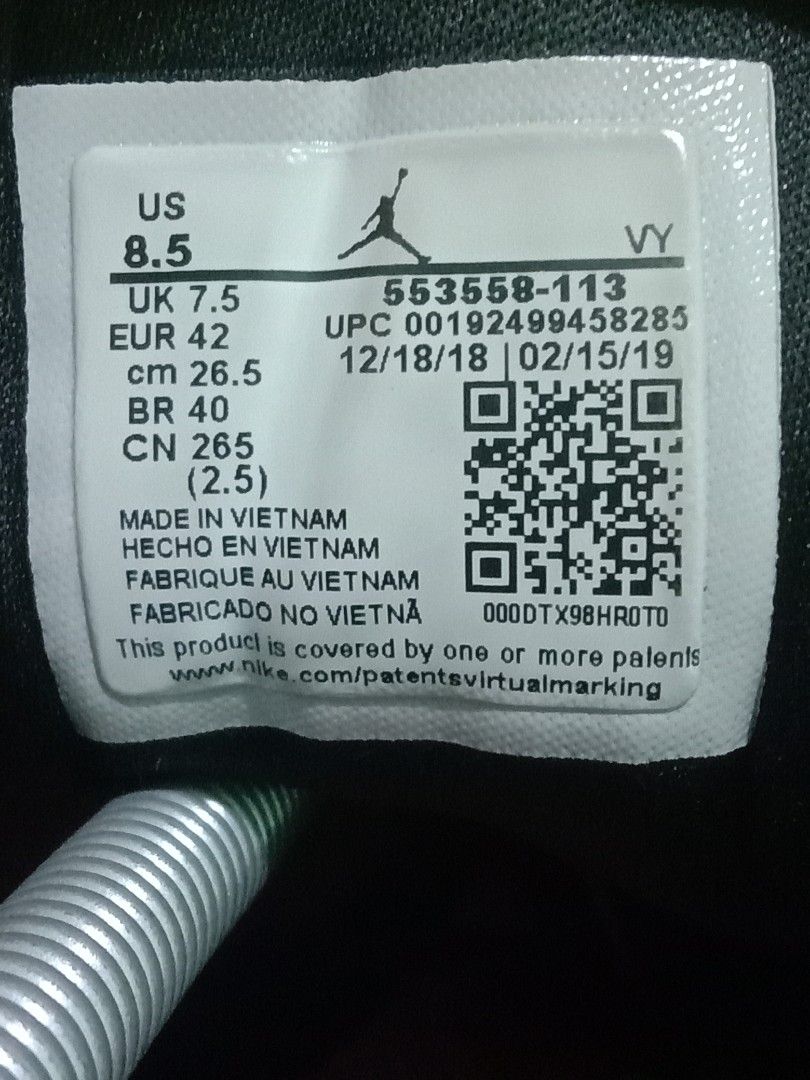 US
8.5
VY
UK 7.5
553558-113
EUR 42
UPC 00192499458285
cm 26.5
12/18/18 | 02/15/19
BR 40
CN 265
(2.5)
MADE IN VIETNAM
HECHO EN VIETNAM
FABRIQUE AU VIETNAM
FABRICADO NO VIETNÃ
000DTX98HR0T0
This product is covered by one or more patents
www.nike.com/patentsvirtualmarking